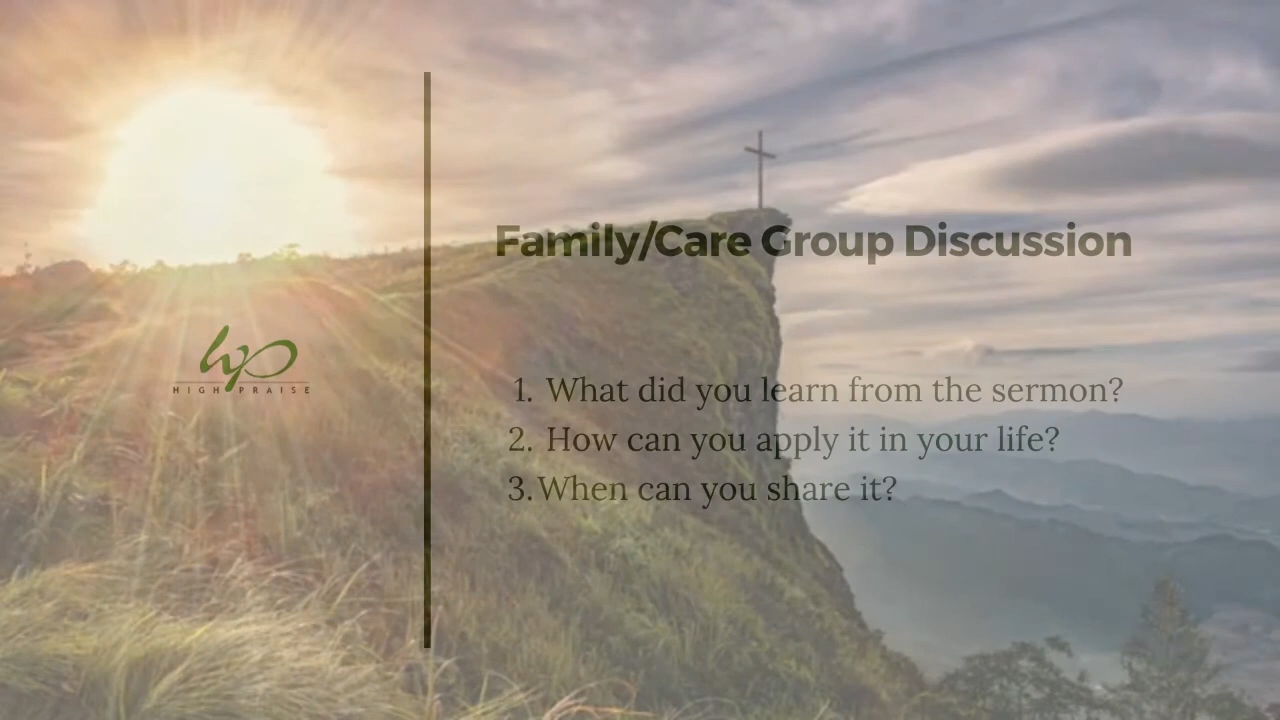 Family/Care Group Discussion
hp
HIGH PRAISE
1. What did you learn from the sermon?
2. How can you apply it in your life?
3. When can you share it?